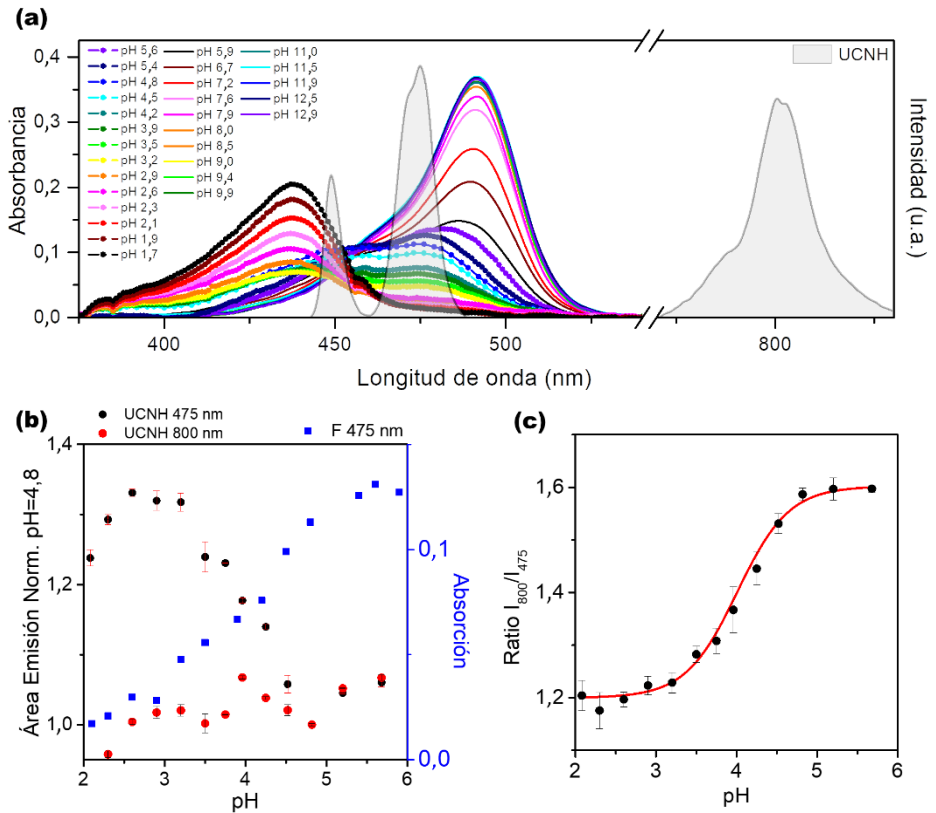 (a)
0,4
0,3
0,2
0,1
0,0
Absorbancia
pH 5,6
pH 5,4
pH 4,8
pH 4,5
pH 4,2
pH 3,9
pH 3,5
pH 3,2
pH 2,9
pH 2,6
pH 2,3
pH 2,1
pH 1,9
pH 1,7
pH 5,9
pH 6,7
pH 7,2
pH 7,6
pH 7,9
pH 8,0
pH 8,5
pH 9,0
pH 9,4
pH 9,9
pH 11,0
pH 11,5
pH 11,9
pH 12,5
pH 12,9
UCNH
Intensidad (u.a.)
400
450
500
800
Longitud de onda (nm)
(b)
UCNH 475 nm
UCNH 800 nm
F 475 nm
1,4
1,3
1,2
1,1
1,0
Área Emisión Norm. pH=4,8
0,1
0,0
Absorción
2
3
4
5
6
pH
(c)
1,6
1,4
1,2
Ratio I800/I475
2
3
4
5
6
pH